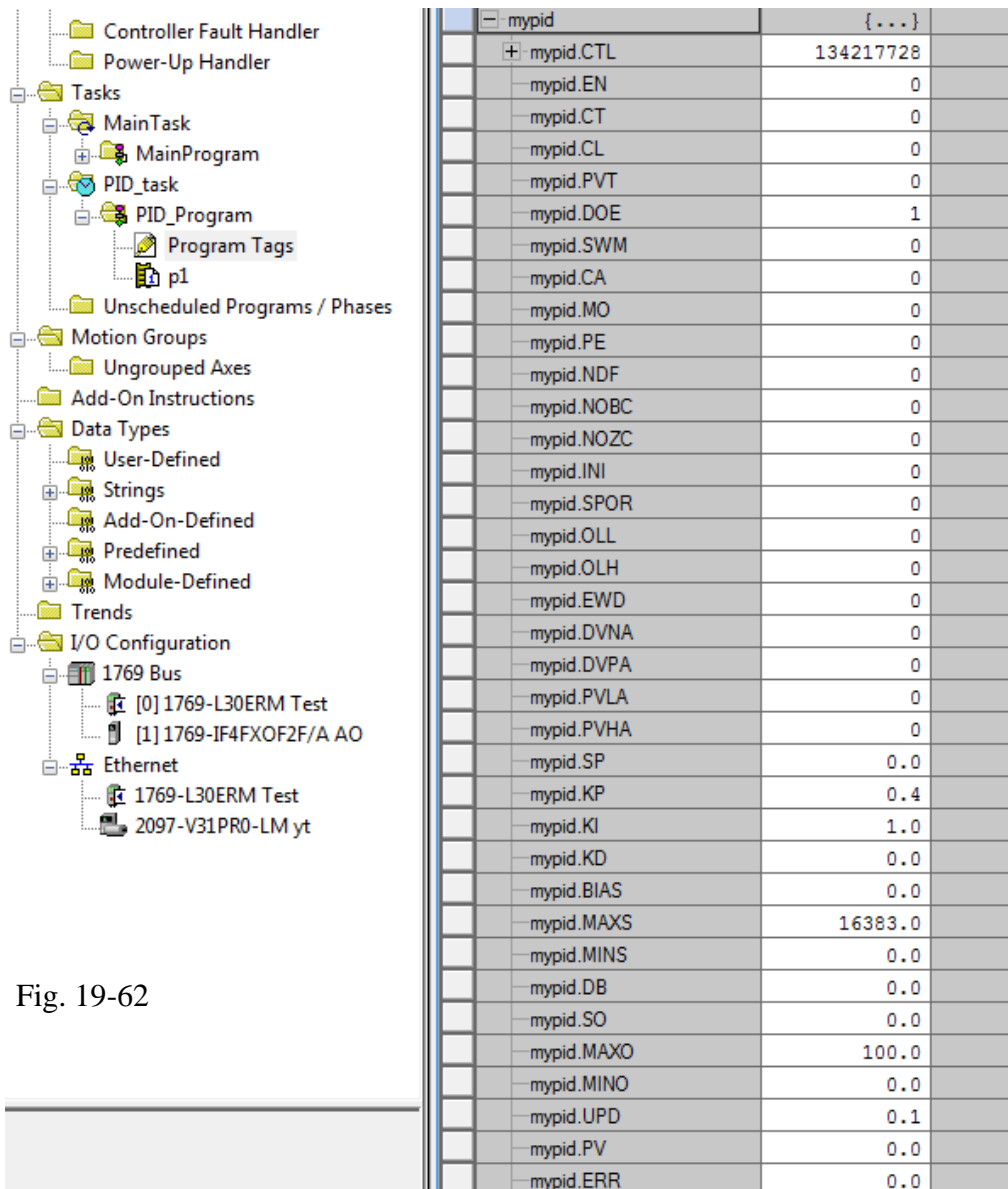 Controller Fault Handler
Power-Up Handler
Tasks
MainTask
MainProgram
PID_task
PID_Program
Program Tags
p1
Unscheduled Programs / Phases
Motion Groups
Ungrouped Axes
Add-On Instructions
Data Types
User-Defined
Strings
Add-On-Defined
Predefined
Module-Defined
Trends
I/O Configuration
1769 Bus
[0] 1769-L30ERM Test
[1] 1769-IF4FXOF2F/A AO
Ethernet
1769-L30ERM Test
2097-V31PR0-LM yt
Fig. 19-62
mypid {...}
mypid.CTL 134217728
mypid.EN 0
mypid.CT 0
mypid.CL 0
mypid.PVT 0
mypid.DOE 1
mypid.SWM 0
mypid.CA 0
mypid.MO 0
mypid.PE 0
mypid.NDF 0
mypid.NOBC 0
mypid.NOZC 0
mypid.INI 0
mypid.SPOR 0
mypid.OLL 0
mypid.OLH 0
mypid.EWD 0
mypid.DVNA 0
mypid.DVPA 0
mypid.PVLA 0
mypid.PVHA 0
mypid.SP 0.0
mypid.KP 0.4
mypid.KI 1.0
mypid.KD 0.0
mypid.BIAS 0.0
mypid.MAXS 16383.0
mypid.MINS 0.0
mypid.DB 0.0
mypid.SO 0.0
mypid.MAXO 100.0
mypid.MINO 0.0
mypid.UPD 0.1
mypid.PV 0.0
mypid.ERR 0.0